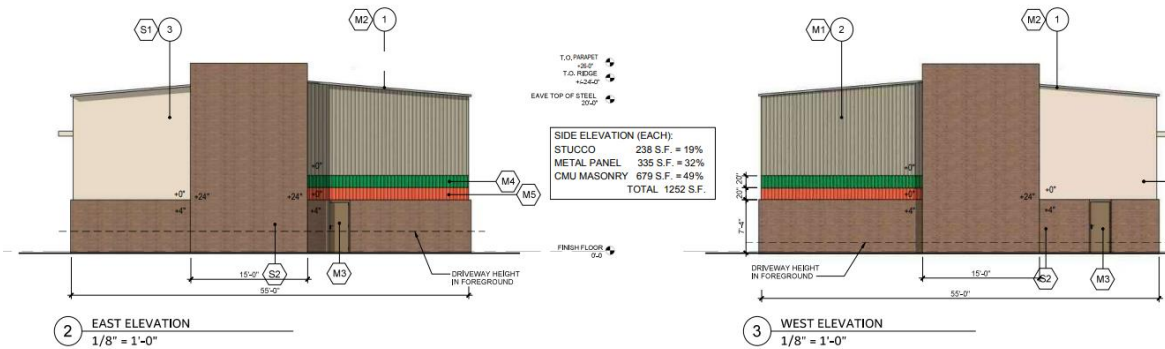 S1 3
M2 1
T.O. PARAPET
+26-0"
T.O. RIDGE
+/-24'-0"
EAVE TOP OF STEEL
20'-0"
M1 2
M2 1
SIDE ELEVATION (EACH):
STUCCO 238 S.F. = 19%
METAL PANEL 335 S.F. = 32%
CMU MASONRY 679 S.F. = 49%
TOTAL 1252 S.F.
+0"
+0" +24" +24" +0"
+4" +4"
M4
M5
+0"
20"
20"
+0"
+4" +24" +4"
7'-4"
+0"
FINISH FLOOR
0'-0
15'-0" S2 M3
DRIVEWAY HEIGHT
IN FOREGROUND
55'-0"
DRIVEWAY HEIGHT
IN FOREGROUND
15'-0" S2 M3
55'-0"
2 EAST ELEVATION
1/8" = 1'-0"
3 WEST ELEVATION
1/8" = 1'-0"